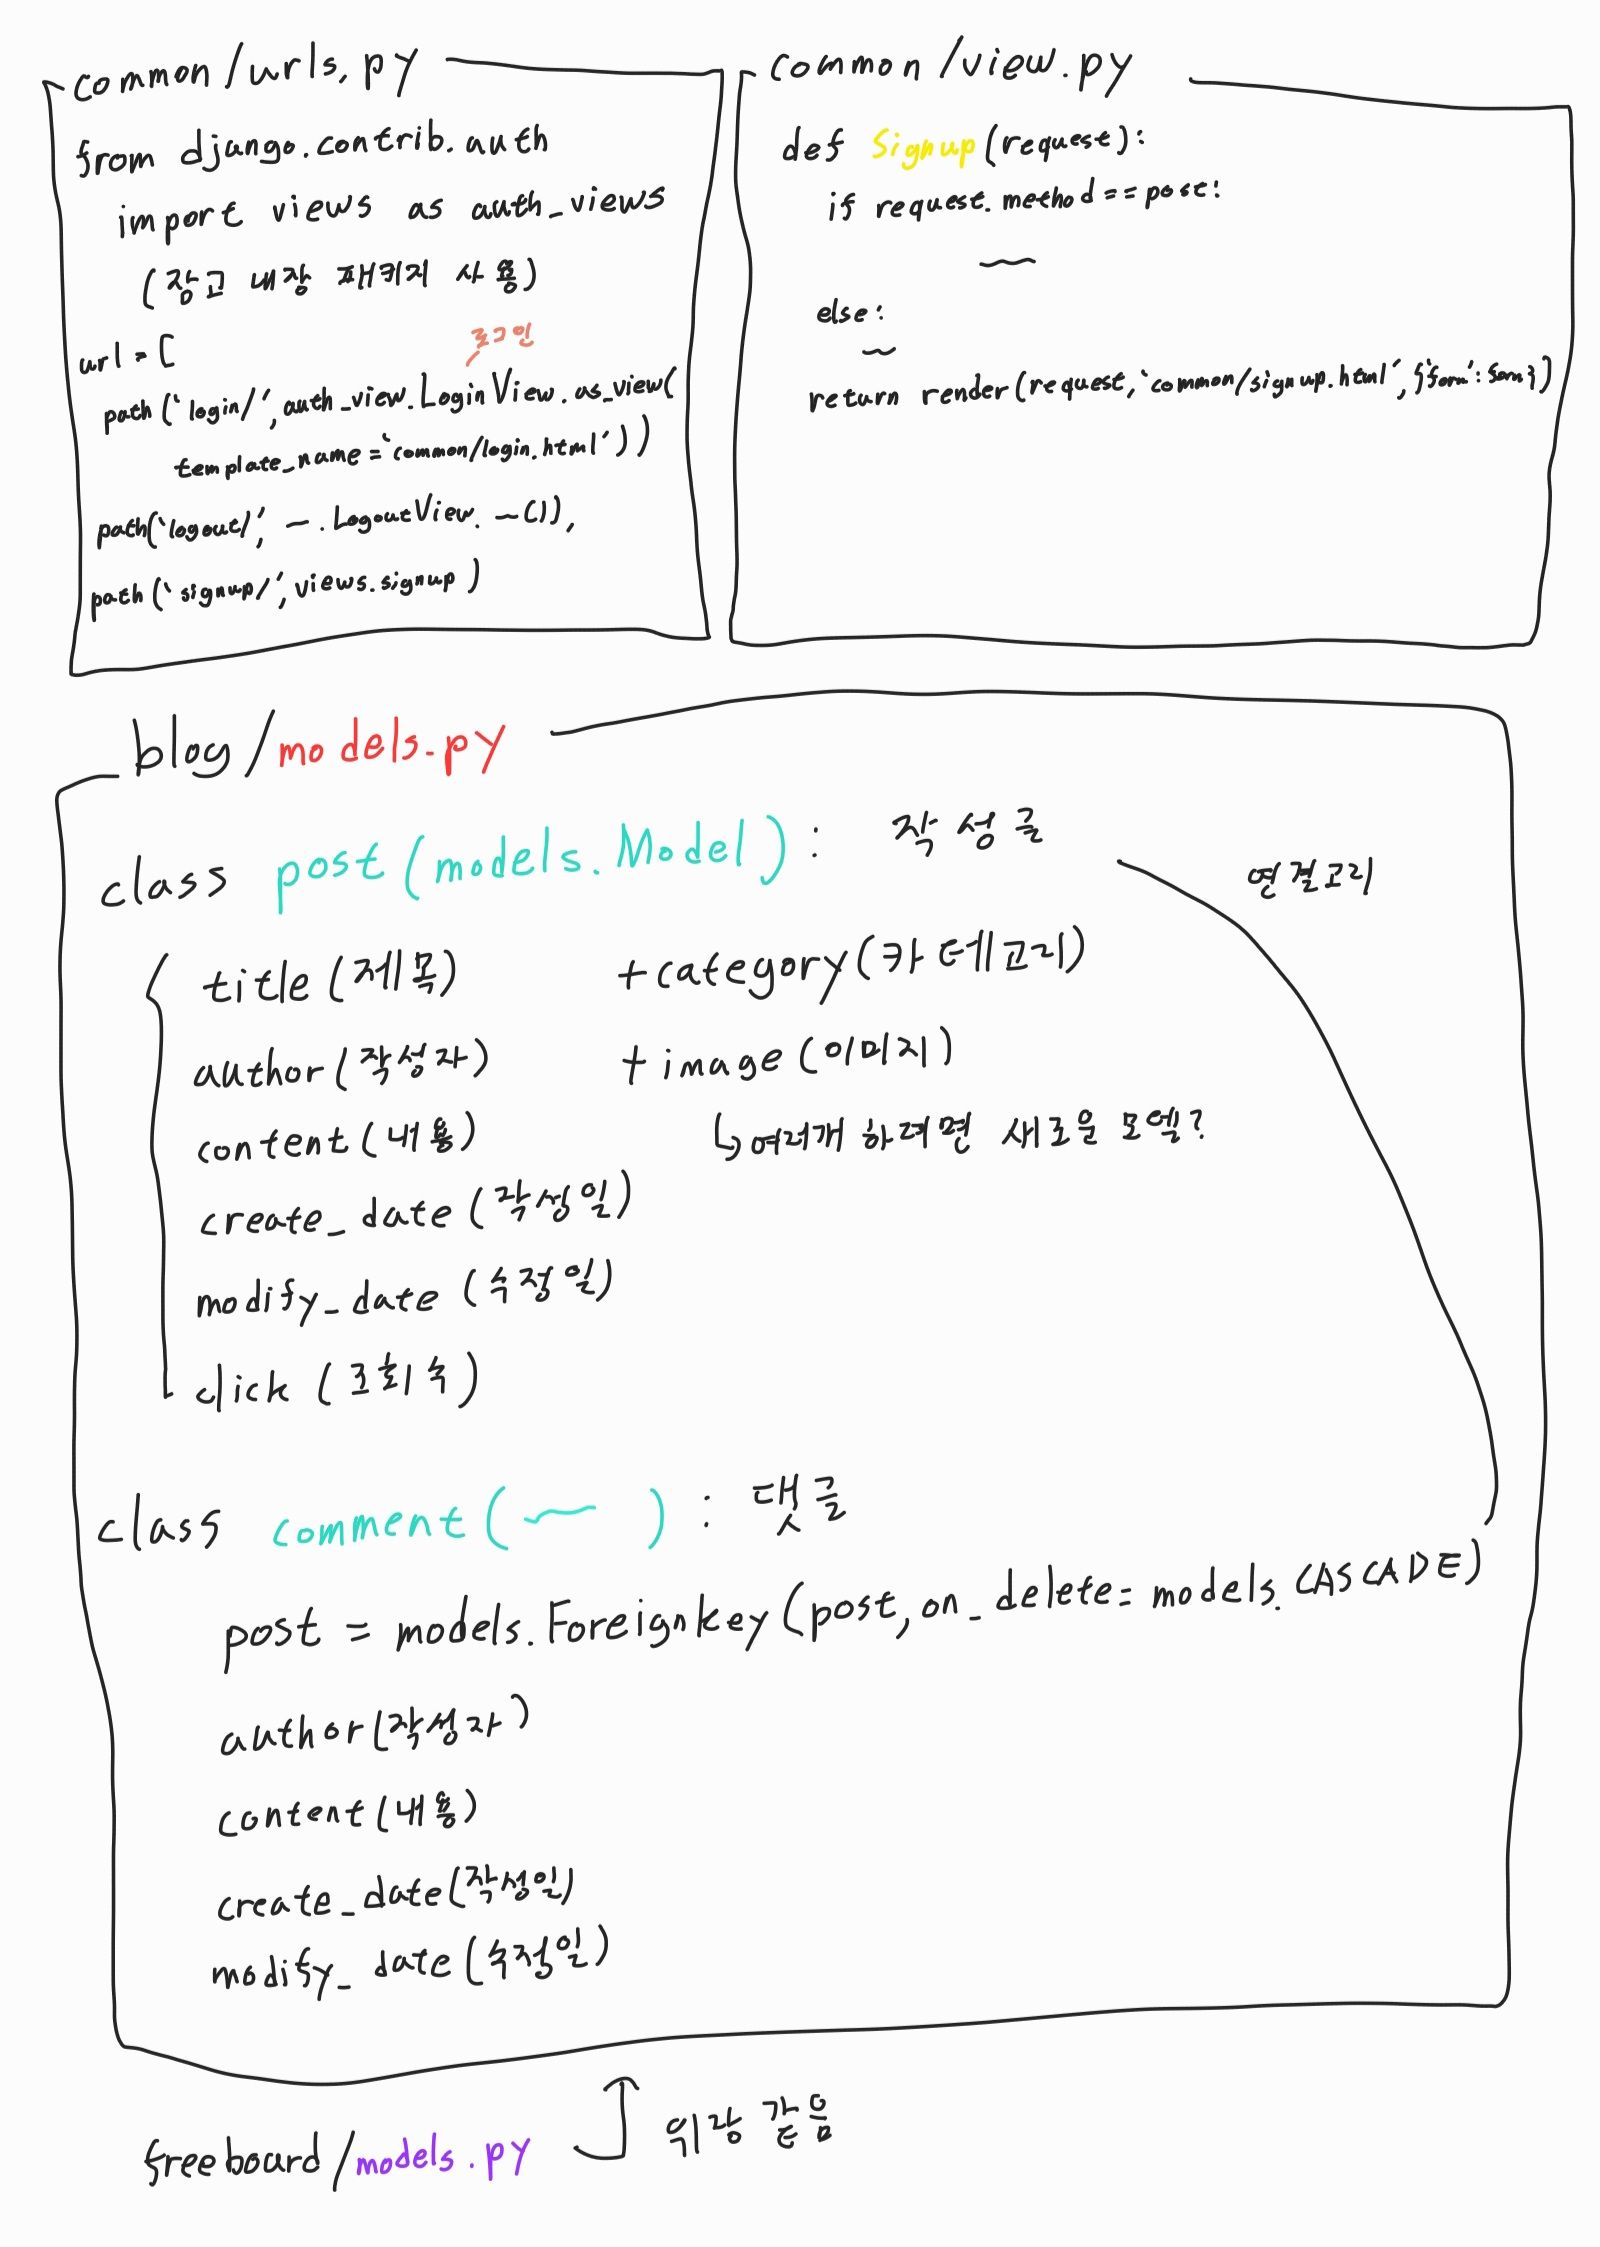 common/urls.py
from django.contrib.auth
import views as auth_views
(장고 내장 패키지 사용)
로그인
url = [
path('login/', auth_view.LoginView.as_view(
template_name='common/login.html'))
path('logout/', ~.LogoutView.~()),
path('signup/', views.signup)
common/view.py
def Signup(request):
if request.method == post:
~
else:
~
return render(request, 'common/signup.html', {'form': form})
blog/models.py
class post(models.Model): 작성글
연결고리
title(제목)
author(작성자)
content(내용)
create_date(작성일)
modify_date(수정일)
click(조회수)
+category(카테고리)
+image(이미지)
↳여러개 하려면 새로운 모델?
class comment(~): 댓글
post = models.Foreignkey(post, on_delete=models.CASCADE)
author(작성자)
content(내용)
create_date(작성일)
modify_date(수정일)
freeboard/models.py
위랑 같음